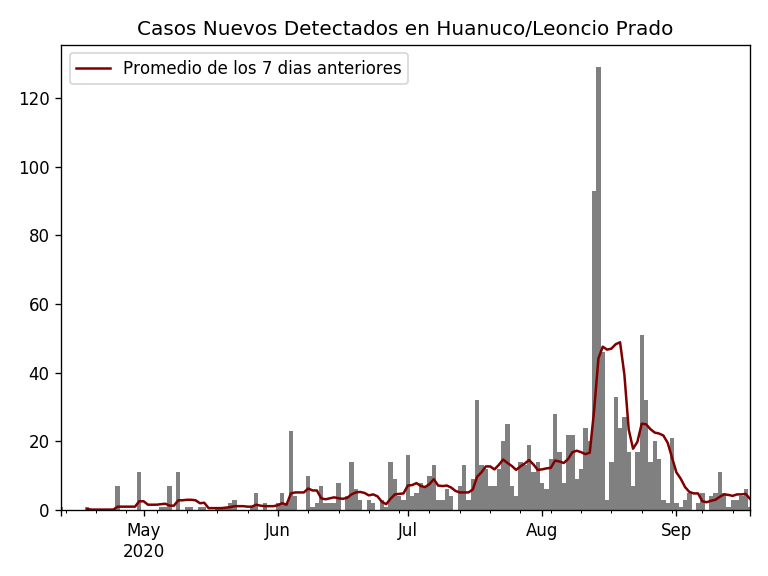 Casos Nuevos Detectados en Huanuco/Leoncio Prado
Promedio de los 7 dias anteriores
120
100
80
60
40
20
0
May
2020
Jun
Jul
Aug
Sep